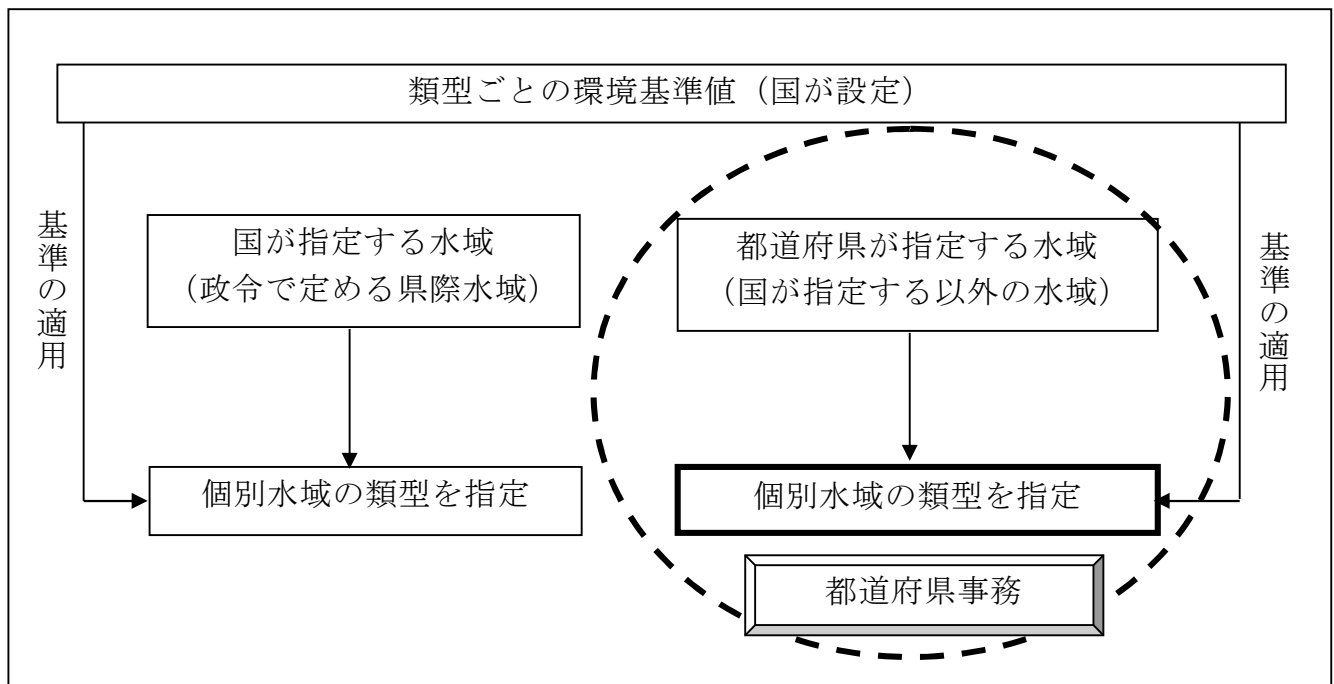 類型ごとの環境基準値（国が設定）
基準の適用
国が指定する水域
（政令で定める県際水域）
都道府県が指定する水域
（国が指定する以外の水域）
基準の適用
個別水域の類型を指定
個別水域の類型を指定
都道府県事務